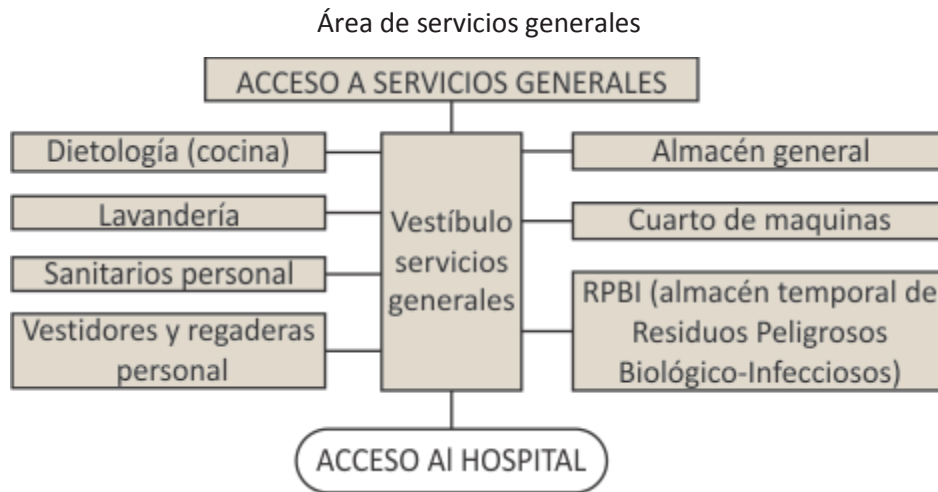 Área de servicios generales
ACCESO A SERVICIOS GENERALES
Dietología (cocina)
Lavandería
Sanitarios personal
Vestidores y regaderas
personal
Vestíbulo
servicios
generales
Almacén general
Cuarto de maquinas
RPBI (almacén temporal de
Residuos Peligrosos
Biológico-Infecciosos)
ACCESO Al HOSPITAL